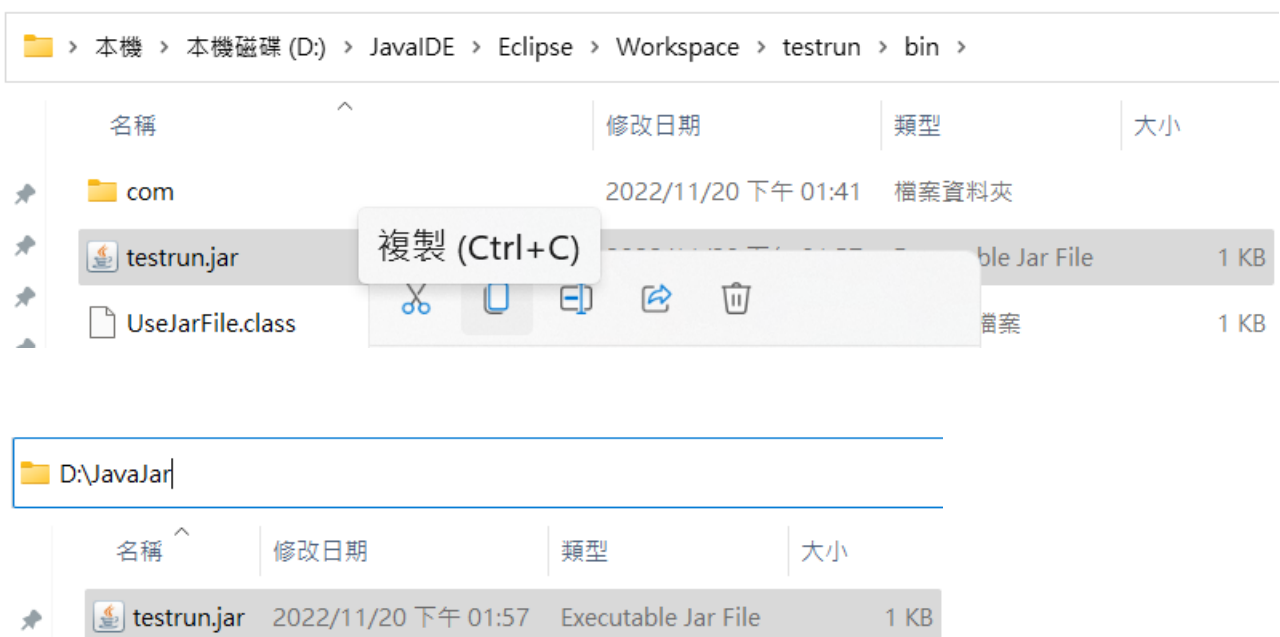 本機 > 本機磁碟 (D:) > JavaIDE > Eclipse > Workspace > testrun > bin >
名稱 修改日期 類型 大小
com 2022/11/20 下午 01:41 檔案資料夾
testrun.jar ble Jar File 1 KB
複製 (Ctrl+C)
UseJarFile.class 檔案 1 KB
D:\JavaJar
名稱 修改日期 類型 大小
testrun.jar 2022/11/20 下午 01:57 Executable Jar File 1 KB